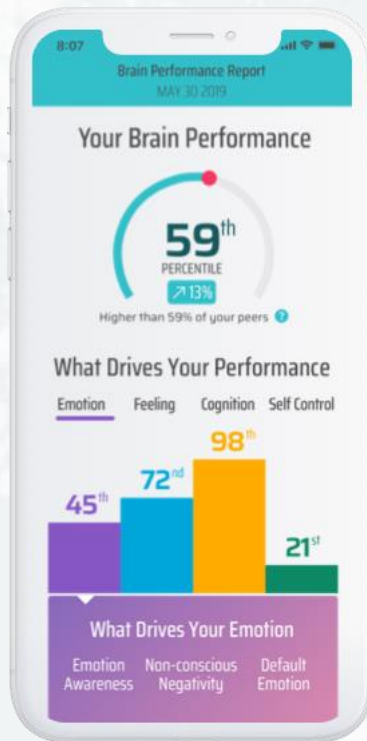 8:07
Brain Performance Report
MAY 30 2019
Your Brain Performance
59th
PERCENTILE
↗13%
Higher than 59% of your peers ?
What Drives Your Performance
Emotion Feeling Cognition Self Control
45th 72nd 98th 21st
What Drives Your Emotion
Emotion Non-conscious Default
Awareness Negativity Emotion